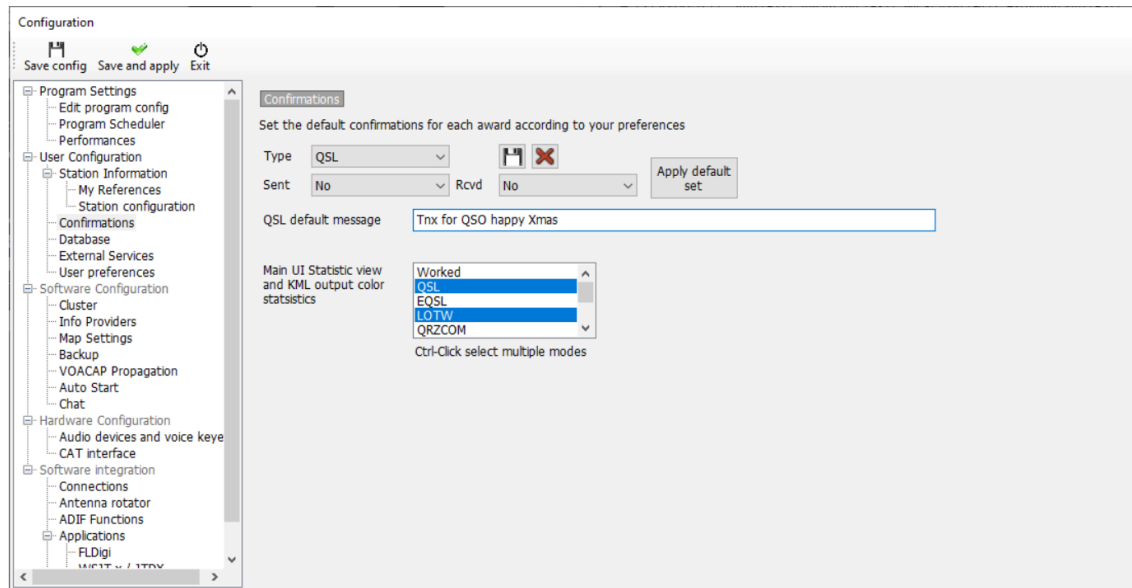 Configuration
Save config Save and apply Exit
Program Settings
Edit program config
Program Scheduler
Performances
User Configuration
Station Information
My References
Station configuration
Confirmations
Database
External Services
User preferences
Software Configuration
Cluster
Info Providers
Map Settings
Backup
VOACAP Propagation
Auto Start
Chat
Hardware Configuration
Audio devices and voice keye
CAT interface
Software integration
Connections
Antenna rotator
ADIF Functions
Applications
FLDigi
Confirmations
Set the default confirmations for each award according to your preferences
Type QSL
Sent No Rcvd No
Apply default
set
QSL default message Tnx for QSO happy Xmas
Main UI Statistic view
and KML output color
statsistics
Worked
QSL
EQSL
LOTW
QRZCOM
Ctrl-Click select multiple modes